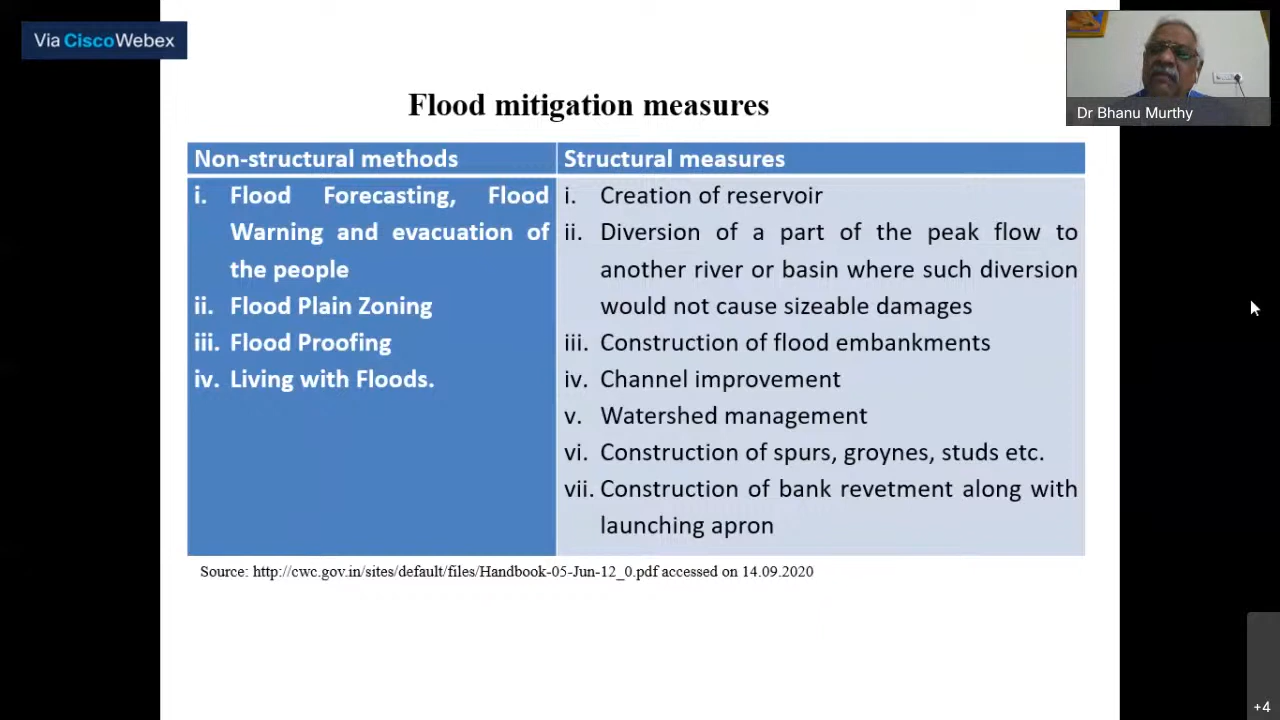 Via CiscoWebex
Dr Bhanu Murthy
Flood mitigation measures
Non-structural methods
i. Flood Forecasting, Flood
Warning and evacuation of
the people
ii. Flood Plain Zoning
iii. Flood Proofing
iv. Living with Floods.
Structural measures
i. Creation of reservoir
ii. Diversion of a part of the peak flow to
another river or basin where such diversion
would not cause sizeable damages
iii. Construction of flood embankments
iv. Channel improvement
v. Watershed management
vi. Construction of spurs, groynes, studs etc.
vii. Construction of bank revetment along with
launching apron
Source: http://cwc.gov.in/sites/default/files/Handbook-05-Jun-12_0.pdf accessed on 14.09.2020
+4